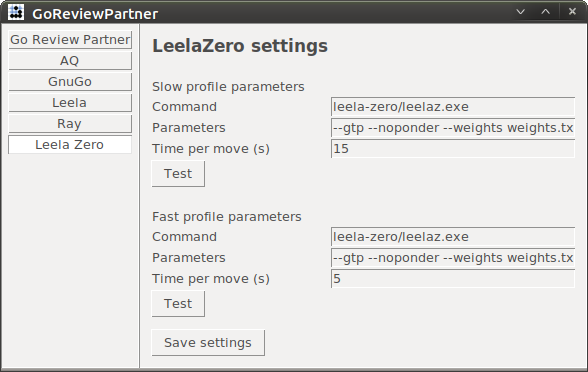 GoReviewPartner
Go Review Partner
AQ
GnuGo
Leela
Ray
Leela Zero
LeelaZero settings
Slow profile parameters
Command leela-zero/leelaz.exe
Parameters --gtp --noponder --weights weights.tx
Time per move (s) 15
Test
Fast profile parameters
Command leela-zero/leelaz.exe
Parameters --gtp --noponder --weights weights.tx
Time per move (s) 5
Test
Save settings